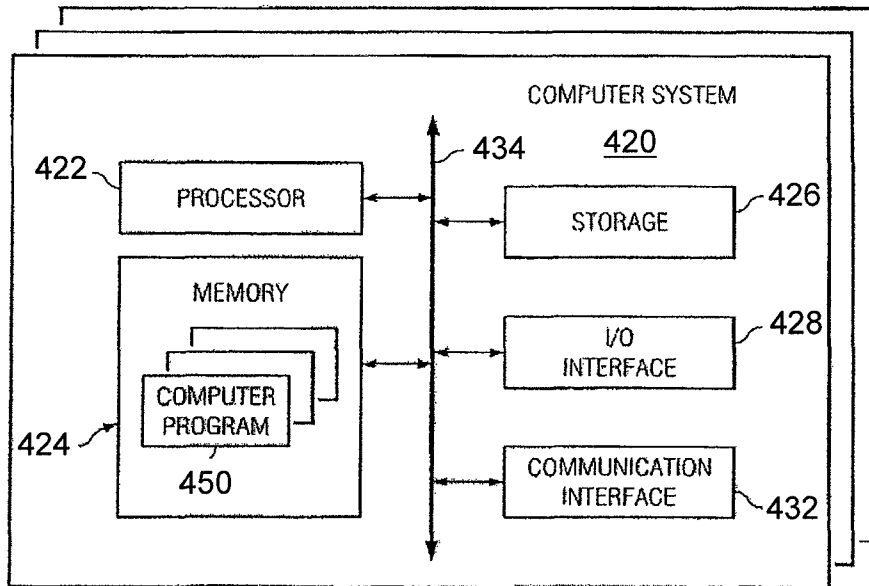 COMPUTER SYSTEM
420
434
422
PROCESSOR
426
STORAGE
MEMORY
428
I/O
INTERFACE
COMPUTER
PROGRAM
424
450
COMMUNICATION
INTERFACE
432